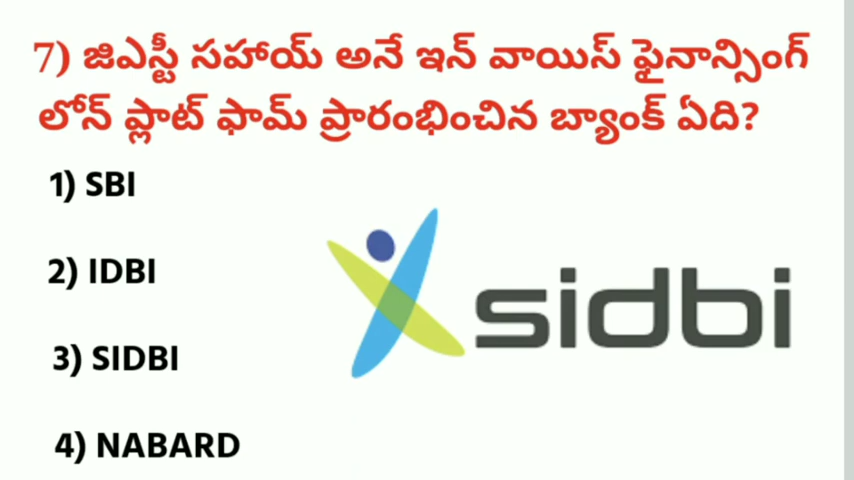 7) జిఎస్టీ సహాయ్ అనే ఇన్ వాయిస్ ఫైనాన్సింగ్
లోన్ ప్లాట్ ఫామ్ ప్రారంభించిన బ్యాంక్ ఏది?
1) SBI
2) IDBI
sidbi
3) SIDBI
4) NABARD